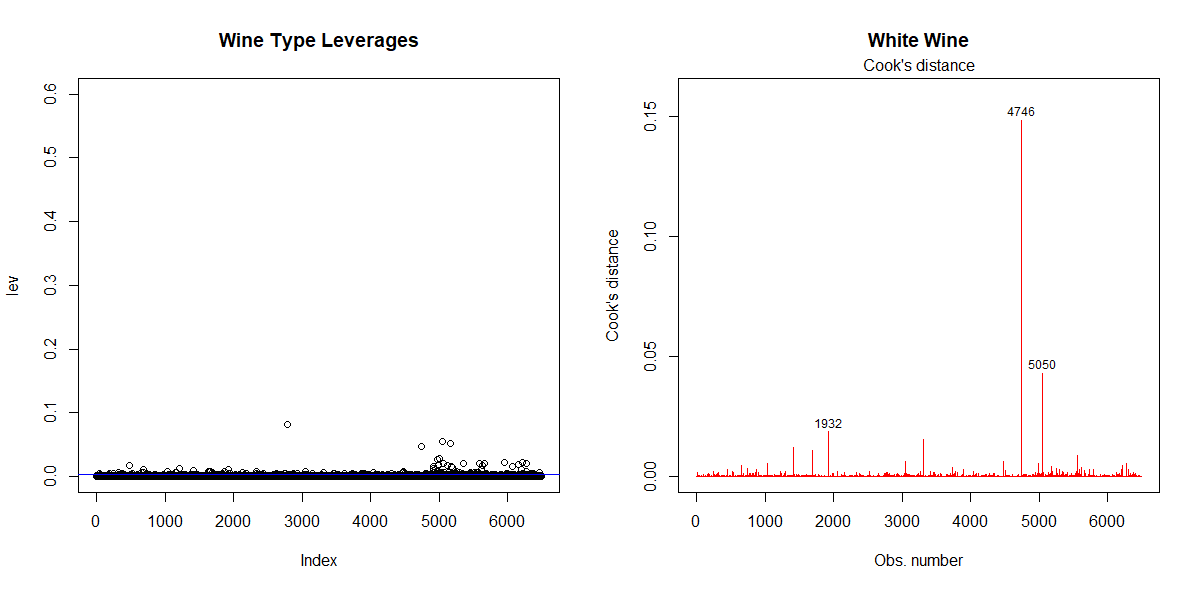 Wine Type Leverages
lev
0.0 0.1 0.2 0.3 0.4 0.5 0.6
0 1000 2000 3000 4000 5000 6000
Index
White Wine
Cook's distance
Cook's distance
0.00 0.05 0.10 0.15
4746
5050
1932
0 1000 2000 3000 4000 5000 6000
Obs. number